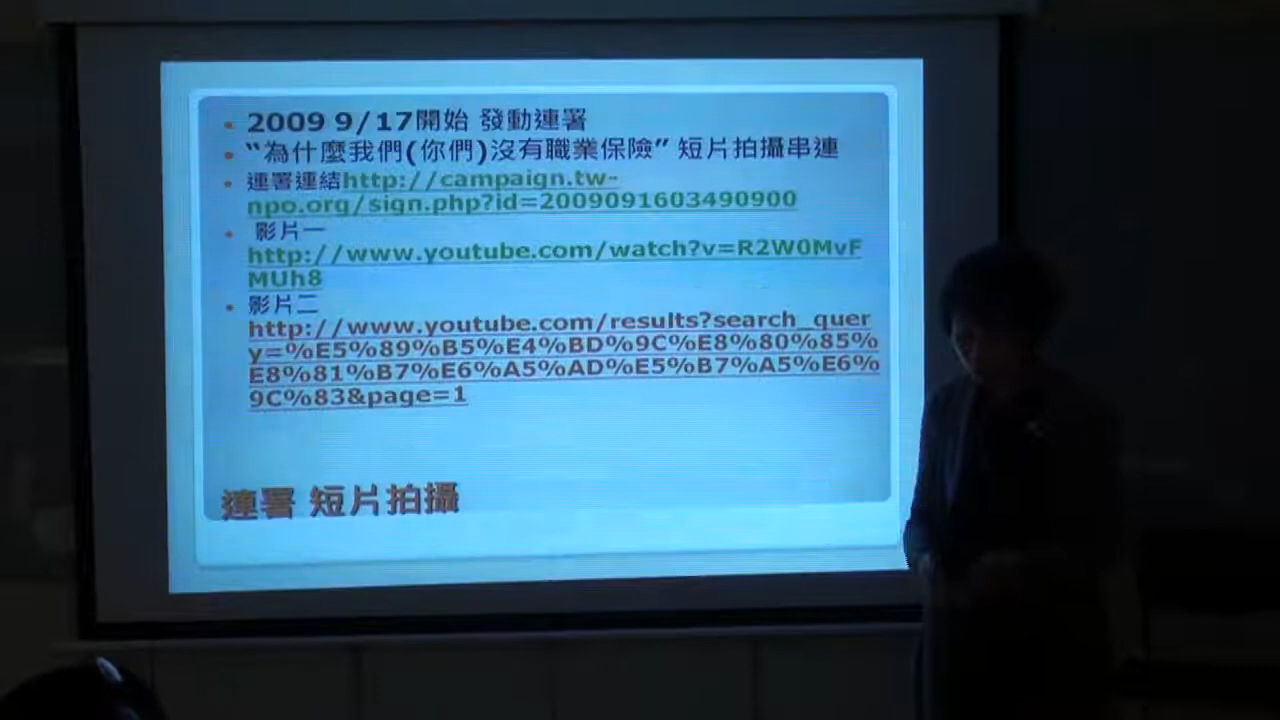 2009 9/17開始 發動連署
“為什麼我們(你們)沒有職業保險” 短片拍攝串連
連署連結http://campaign.tw-
npo.org/sign.php?id=2009091603490900
影片一
http://www.youtube.com/watch?v=R2W0MvF
MUh8
影片二
http://www.youtube.com/results?search_quer
y=%E5%89%B5%E4%BD%9C%E8%80%85%
E8%81%B7%E6%A5%AD%E5%B7%A5%E6%
9C%83&page=1
連署 短片拍攝